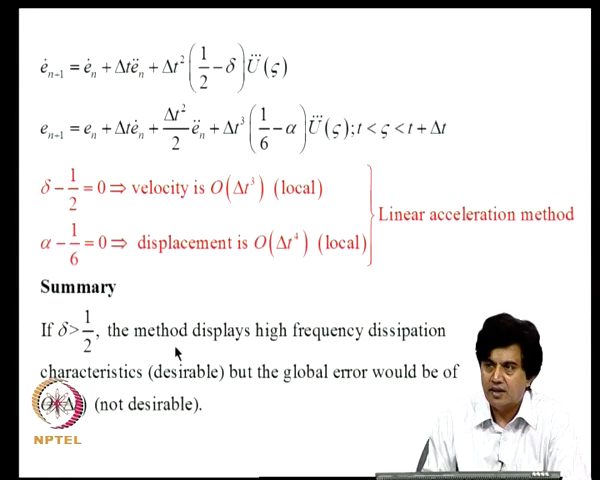 ė_{n+1} = ė_n + Δt ë_n + Δt² (1/2 − δ) U⃛(ς)
e_{n+1} = e_n + Δt ė_n + Δt²/2 ë_n + Δt³ (1/6 − α) U⃛(ς); t < ς < t + Δt
δ − 1/2 = 0 ⇒ velocity is O(Δt³) (local)
Linear acceleration method
α − 1/6 = 0 ⇒ displacement is O(Δt⁴) (local)
Summary
If δ > 1/2, the method displays high frequency dissipation
characteristics (desirable) but the global error would be of
(not desirable).
NPTEL